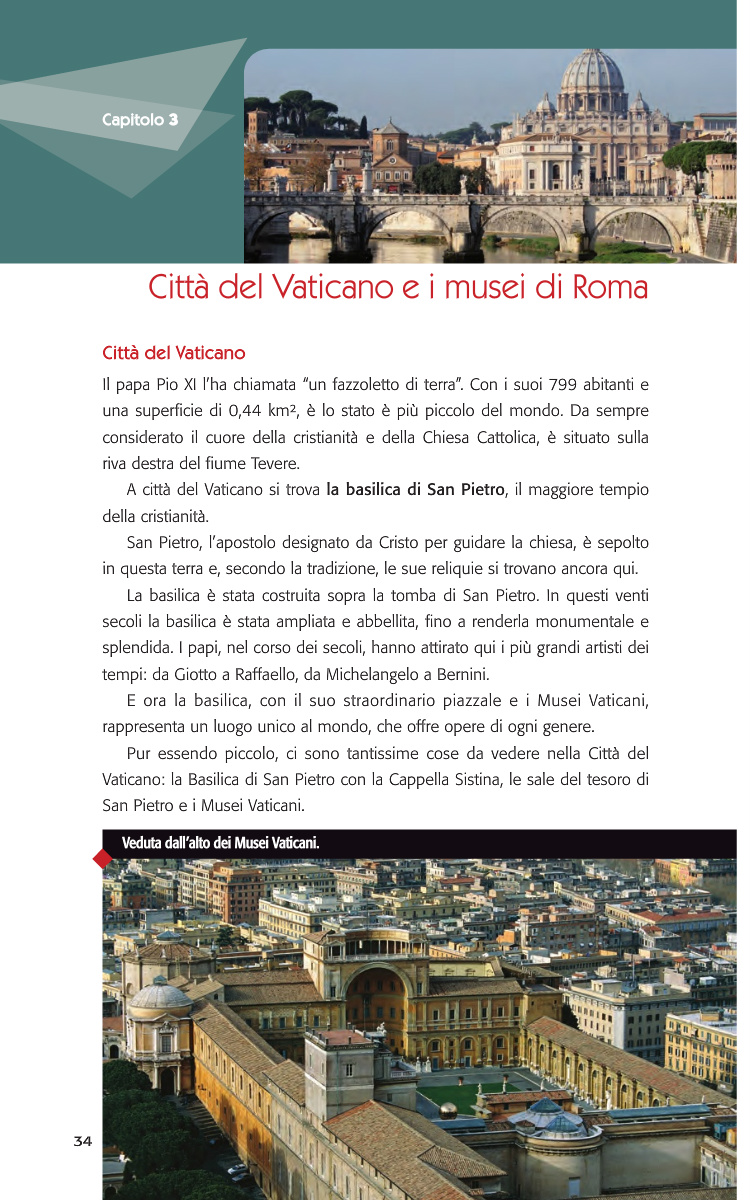 Capitolo 3
Città del Vaticano e i musei di Roma
Città del Vaticano
Il papa Pio XI l’ha chiamata “un fazzoletto di terra”. Con i suoi 799 abitanti e
una superficie di 0,44 km², è lo stato è più piccolo del mondo. Da sempre
considerato il cuore della cristianità e della Chiesa Cattolica, è situato sulla
riva destra del fiume Tevere.
A città del Vaticano si trova la basilica di San Pietro, il maggiore tempio
della cristianità.
San Pietro, l’apostolo designato da Cristo per guidare la chiesa, è sepolto
in questa terra e, secondo la tradizione, le sue reliquie si trovano ancora qui.
La basilica è stata costruita sopra la tomba di San Pietro. In questi venti
secoli la basilica è stata ampliata e abbellita, fino a renderla monumentale e
splendida. I papi, nel corso dei secoli, hanno attirato qui i più grandi artisti dei
tempi: da Giotto a Raffaello, da Michelangelo a Bernini.
E ora la basilica, con il suo straordinario piazzale e i Musei Vaticani,
rappresenta un luogo unico al mondo, che offre opere di ogni genere.
Pur essendo piccolo, ci sono tantissime cose da vedere nella Città del
Vaticano: la Basilica di San Pietro con la Cappella Sistina, le sale del tesoro di
San Pietro e i Musei Vaticani.
Veduta dall’alto dei Musei Vaticani.
34